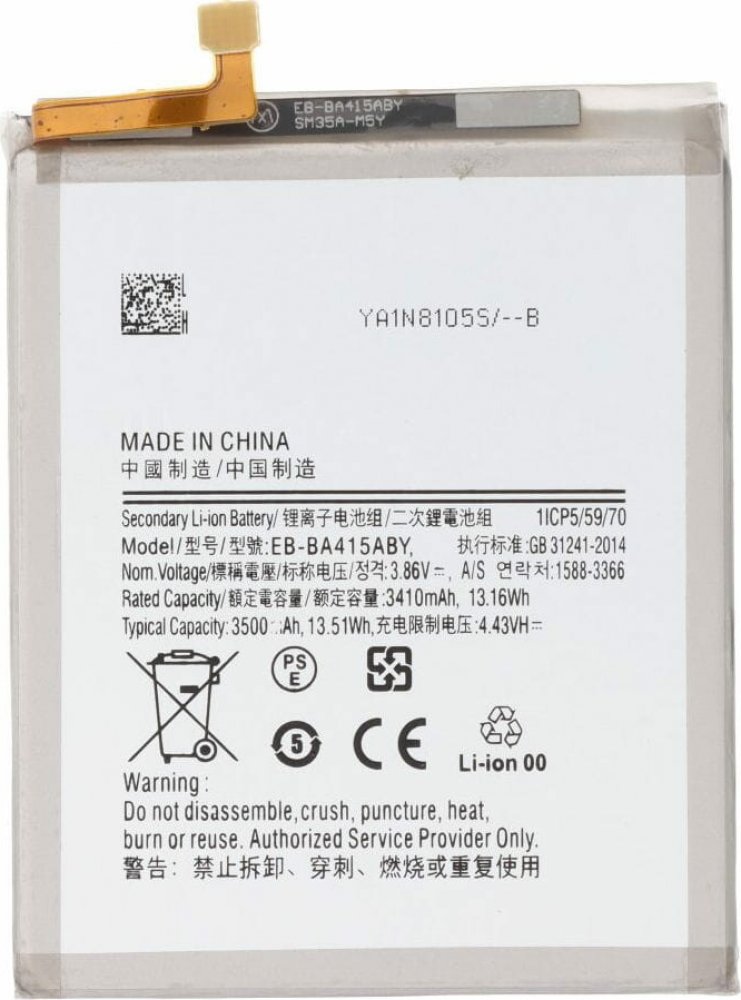 EB-BA415ABY
SM35A-M5Y
YA1N8105S/--B
MADE IN CHINA
中國制造/中国制造
Secondary Li-ion Battery/锂离子电池组/二次鋰電池組 1ICP5/59/70
Model/型号/型號:EB-BA415ABY, 执行标准:GB 31241-2014
Nom.Voltage/標稱電壓/标称电压/정격:3.86V⎓, A/S 연락처:1588-3366
Rated Capacity/額定電容量/额定容量:3410mAh, 13.16Wh
Typical Capacity:3500 Ah, 13.51Wh,充电限制电压:4.43V⎓
PS
E
5
CE
Li-ion 00
Warning:
Do not disassemble,crush, puncture, heat,
burn or reuse. Authorized Service Provider Only.
警告: 禁止拆卸、穿刺、燃烧或重复使用